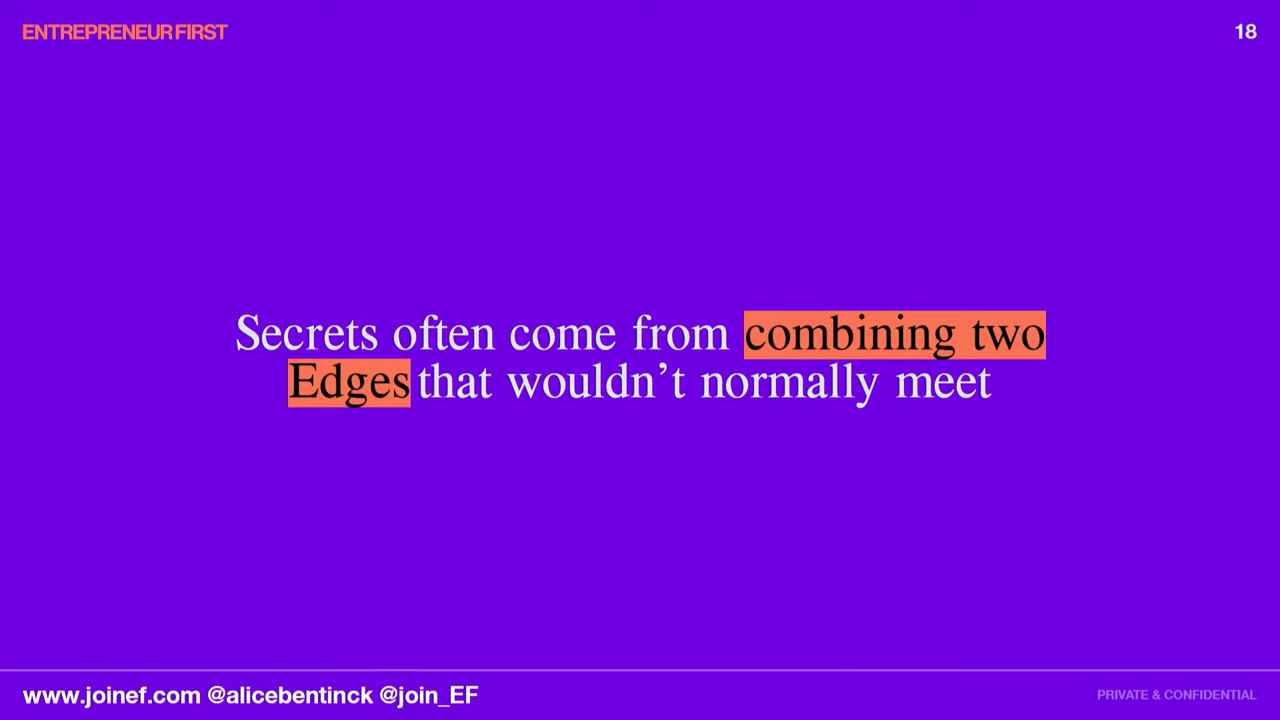 ENTREPRENEUR FIRST
18
Secrets often come from combining two
Edges that wouldn’t normally meet
www.joinef.com @alicebentinck @join_EF
PRIVATE & CONFIDENTIAL